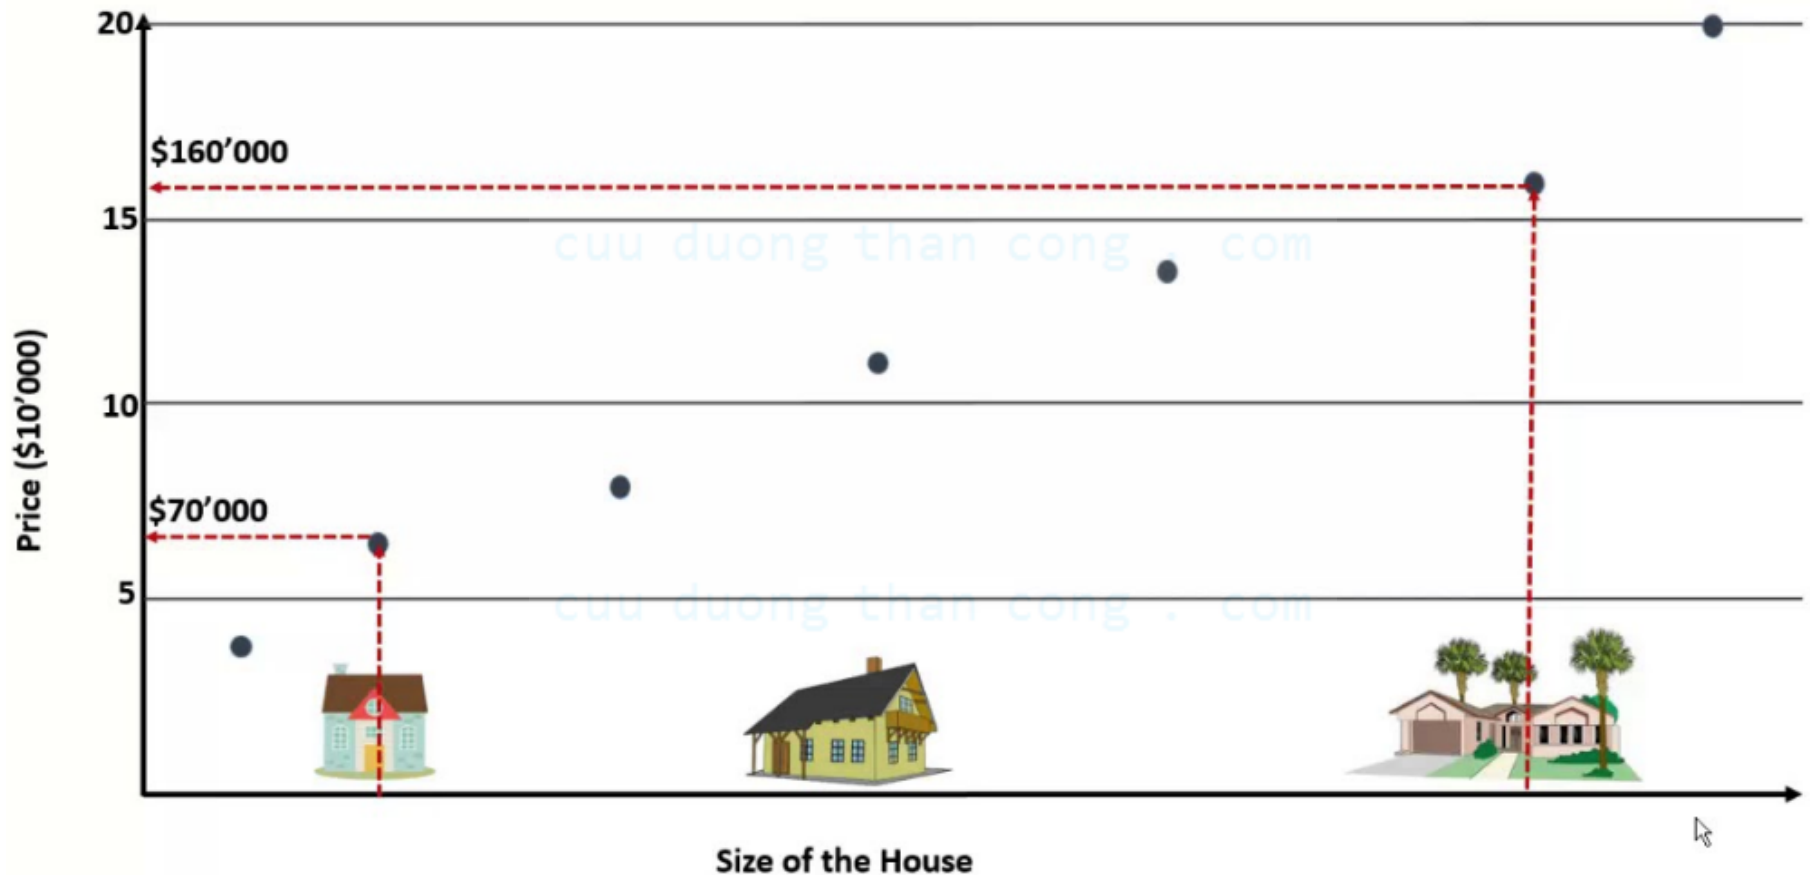 20
$160’000
15
cuu duong than cong . com
10
Price ($10’000)
$70’000
5
cuu duong than cong . com
Size of the House